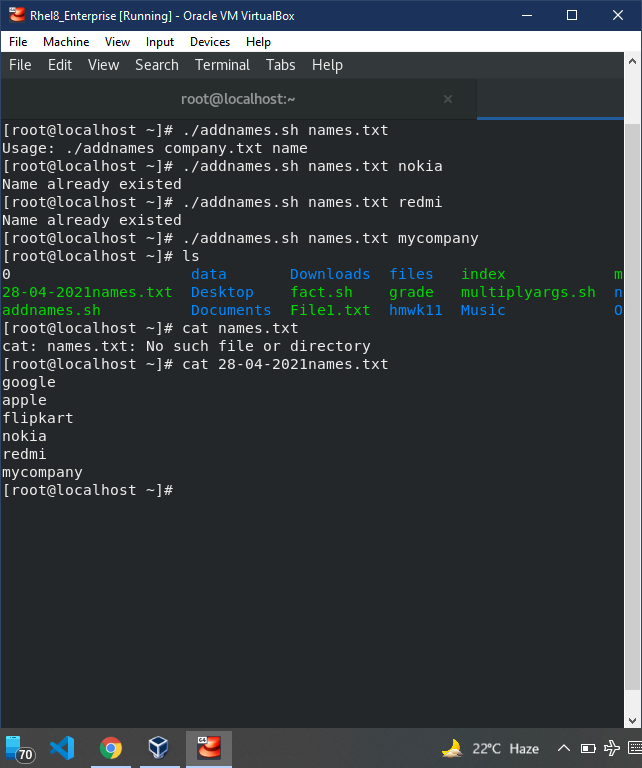 Rhel8_Enterprise [Running] - Oracle VM VirtualBox
File Machine View Input Devices Help
File Edit View Search Terminal Tabs Help
root@localhost:~ ×
[root@localhost ~]# ./addnames.sh names.txt
Usage: ./addnames company.txt name
[root@localhost ~]# ./addnames.sh names.txt nokia
Name already existed
[root@localhost ~]# ./addnames.sh names.txt redmi
Name already existed
[root@localhost ~]# ./addnames.sh names.txt mycompany
[root@localhost ~]# ls
0 data Downloads files index m
28-04-2021names.txt Desktop fact.sh grade multiplyargs.sh n
addnames.sh Documents File1.txt hmwk11 Music O
[root@localhost ~]# cat names.txt
cat: names.txt: No such file or directory
[root@localhost ~]# cat 28-04-2021names.txt
google
apple
flipkart
nokia
redmi
mycompany
[root@localhost ~]#
70 64 22°C Haze